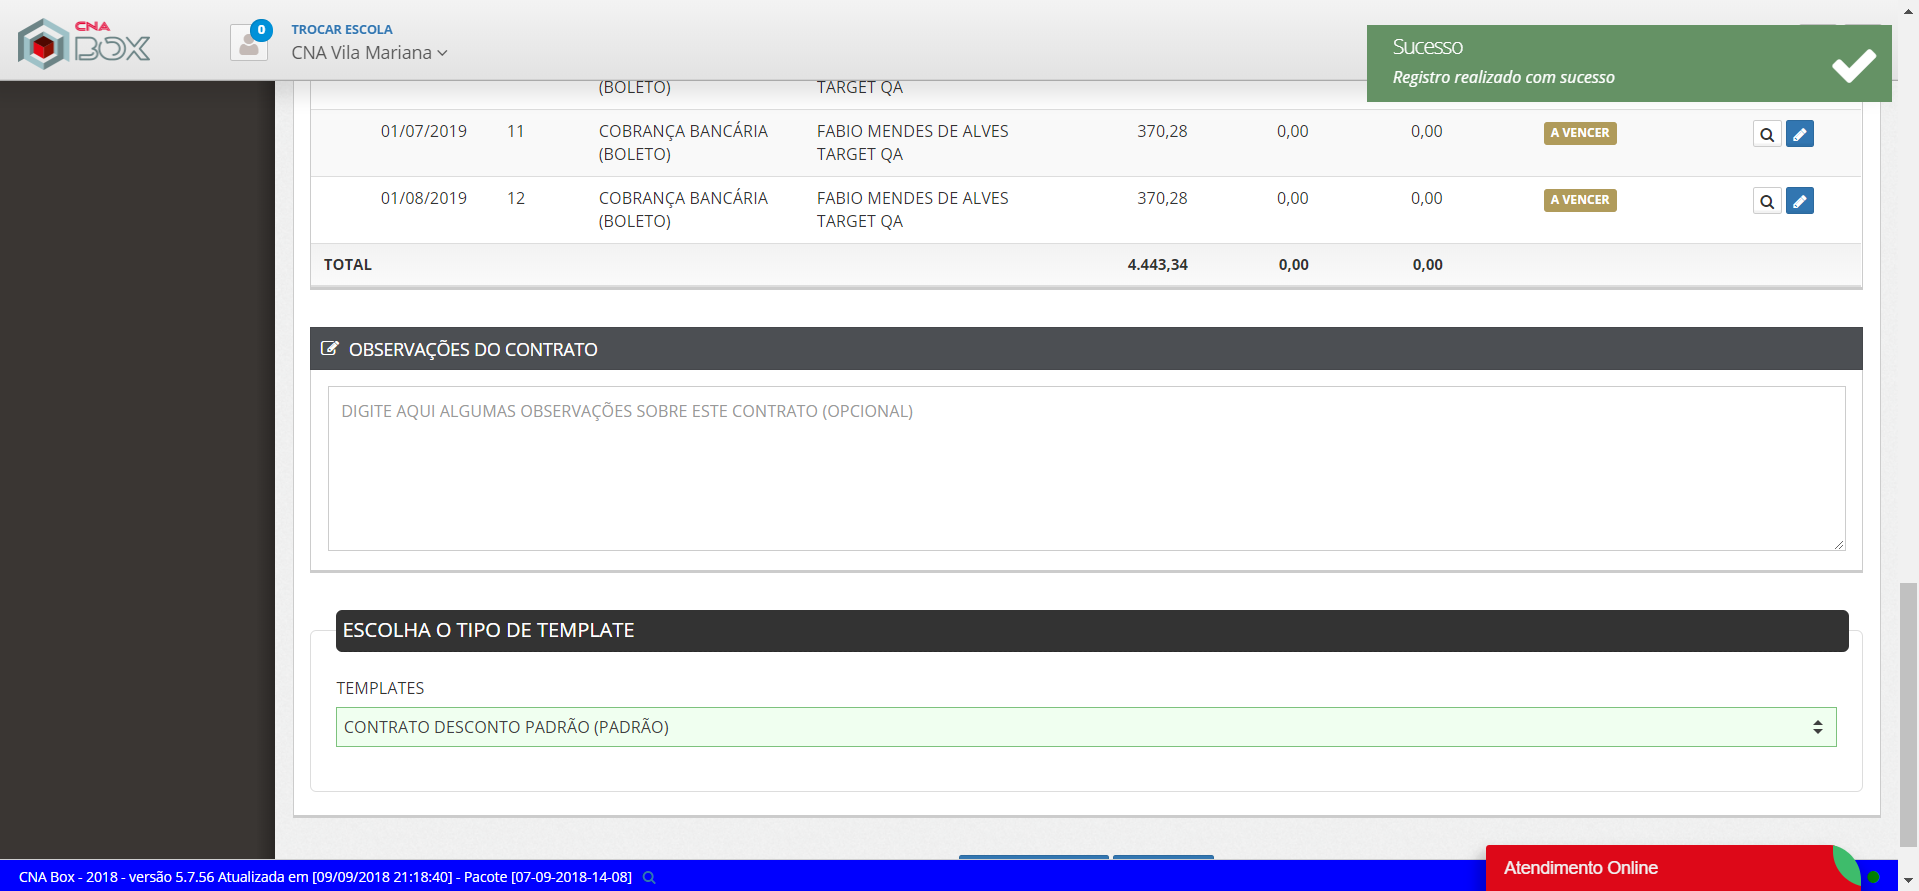 CNA
BOX
0
TROCAR ESCOLA
CNA Vila Mariana
Sucesso
Registro realizado com sucesso
(BOLETO) TARGET QA
01/07/2019 11 COBRANÇA BANCÁRIA FABIO MENDES DE ALVES 370,28 0,00 0,00 A VENCER
(BOLETO) TARGET QA
01/08/2019 12 COBRANÇA BANCÁRIA FABIO MENDES DE ALVES 370,28 0,00 0,00 A VENCER
(BOLETO) TARGET QA
TOTAL 4.443,34 0,00 0,00
OBSERVAÇÕES DO CONTRATO
DIGITE AQUI ALGUMAS OBSERVAÇÕES SOBRE ESTE CONTRATO (OPCIONAL)
ESCOLHA O TIPO DE TEMPLATE
TEMPLATES
CONTRATO DESCONTO PADRÃO (PADRÃO)
CNA Box - 2018 - versão 5.7.56 Atualizada em [09/09/2018 21:18:40] - Pacote [07-09-2018-14-08]
Atendimento Online